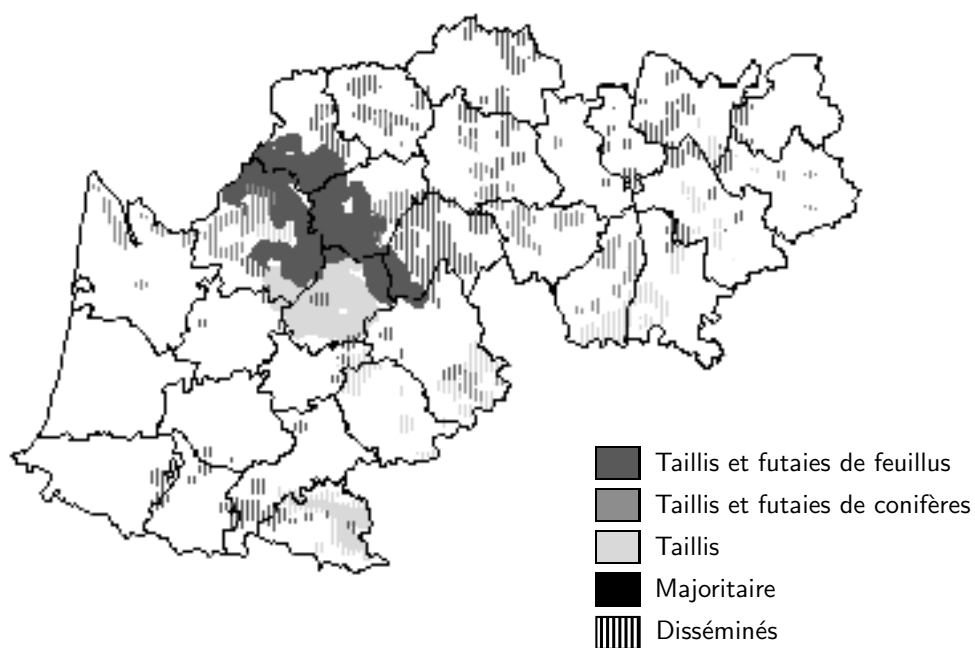 Taillis et futaies de feuillus
Taillis et futaies de conifères
Taillis
Majoritaire
Disséminés